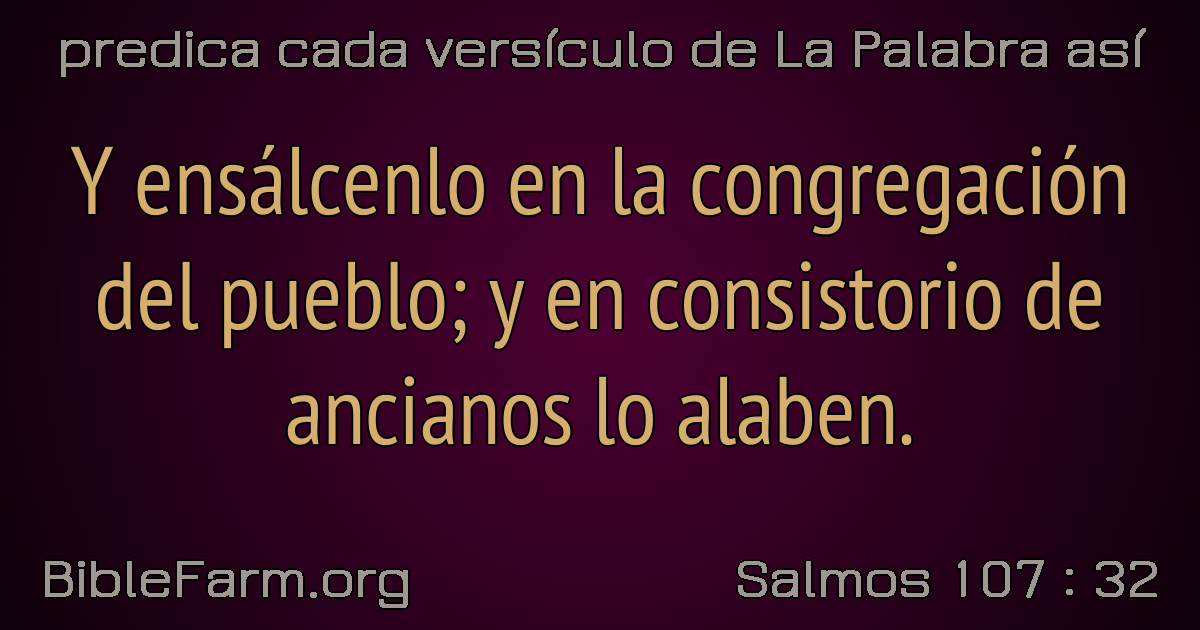 predica cada versículo de La Palabra así
Y ensálcenlo en la congregación
del pueblo; y en consistorio de
ancianos lo alaben.
BibleFarm.org
Salmos 107 : 32